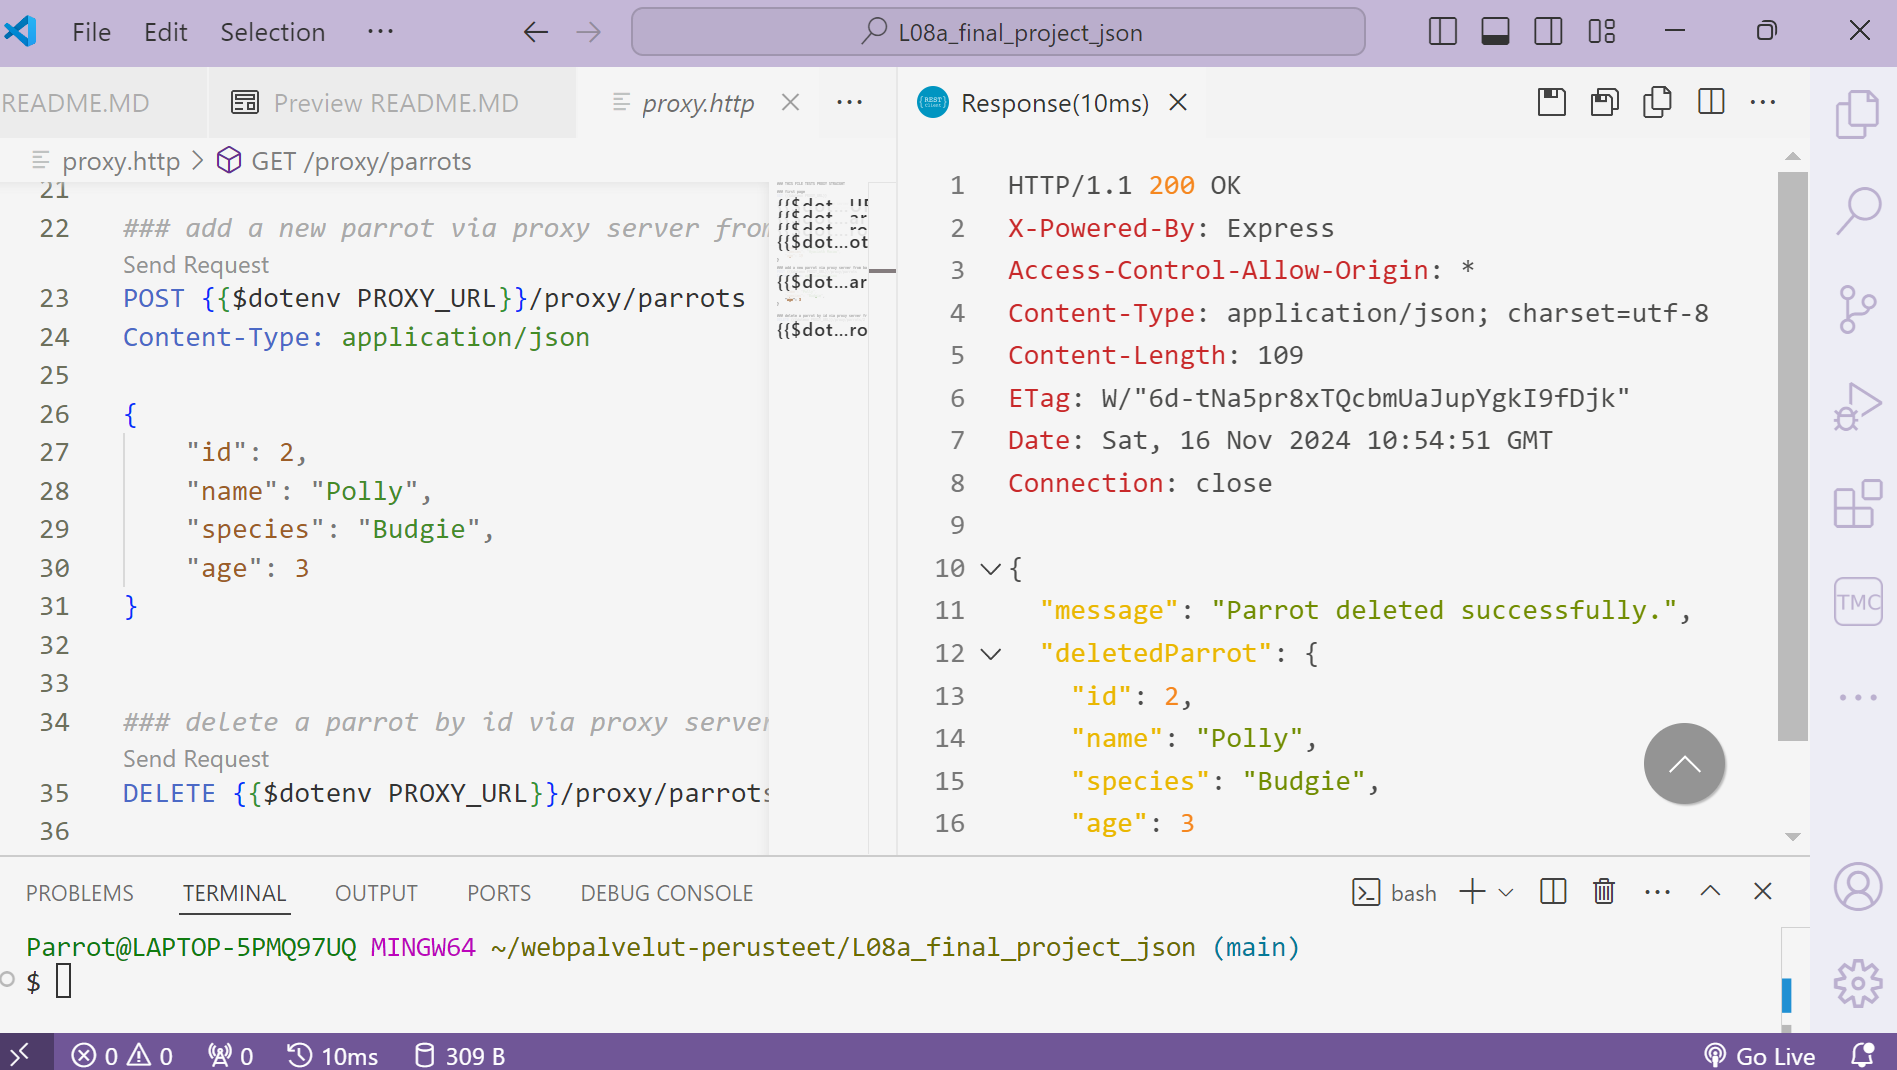 File Edit Selection ···
L08a_final_project_json
README.MD
Preview README.MD
proxy.http
proxy.http > GET /proxy/parrots
21
22 ### add a new parrot via proxy server from
Send Request
23 POST {{$dotenv PROXY_URL}}/proxy/parrots
24 Content-Type: application/json
25
26 {
27 "id": 2,
28 "name": "Polly",
29 "species": "Budgie",
30 "age": 3
31 }
32
33
34 ### delete a parrot by id via proxy server
Send Request
35 DELETE {{$dotenv PROXY_URL}}/proxy/parrots
36
{{$dot...ot
{{$dot...ar
{{$dot...ro
Response(10ms)
1 HTTP/1.1 200 OK
2 X-Powered-By: Express
3 Access-Control-Allow-Origin: *
4 Content-Type: application/json; charset=utf-8
5 Content-Length: 109
6 ETag: W/"6d-tNa5pr8xTQcbmUaJupYgkI9fDjk"
7 Date: Sat, 16 Nov 2024 10:54:51 GMT
8 Connection: close
9
10 {
11 "message": "Parrot deleted successfully.",
12 "deletedParrot": {
13 "id": 2,
14 "name": "Polly",
15 "species": "Budgie",
16 "age": 3
TMC
PROBLEMS TERMINAL OUTPUT PORTS DEBUG CONSOLE
bash
Parrot@LAPTOP-5PMQ97UQ MINGW64 ~/webpalvelut-perusteet/L08a_final_project_json (main)
$
0 0 0 10ms 309 B
Go Live